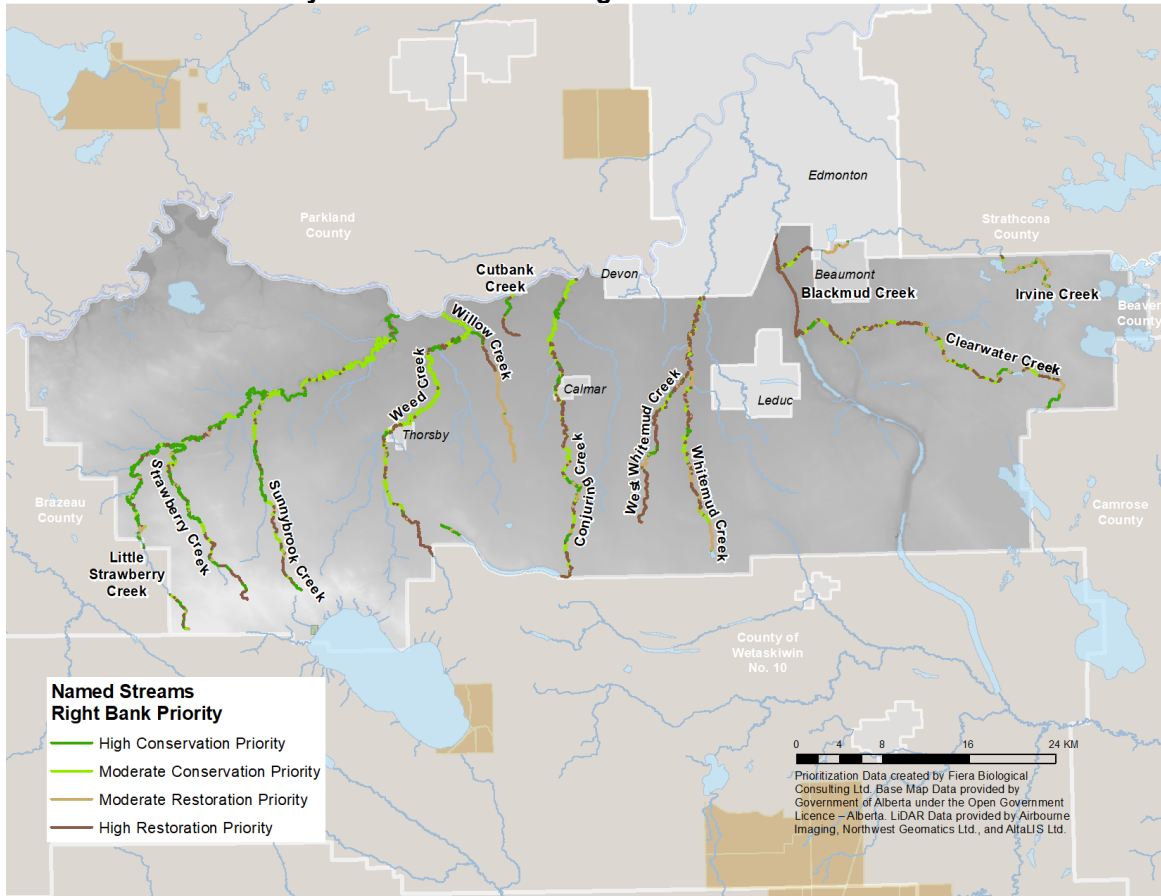 Edmonton
Parkland
County
Strathcona
County
Cutbank
Creek
Devon
Beaumont
Blackmud Creek
Irvine Creek
Beaver
County
Willow Creek
Clearwater Creek
Weed Creek
Calmar
Leduc
Thorsby
West Whitemud Creek
Whitemud Creek
Conjuring Creek
Strawberry Creek
Sunnybrook Creek
Brazeau
County
Camrose
County
Little
Strawberry
Creek
County of
Wetaskiwin
No. 10
Named Streams
Right Bank Priority
High Conservation Priority
Moderate Conservation Priority
Moderate Restoration Priority
High Restoration Priority
0 4 8 16 24 KM
Prioritization Data created by Fiera Biological
Consulting Ltd. Base Map Data provided by
Government of Alberta under the Open Government
Licence – Alberta. LiDAR Data provided by Airbourne
Imaging, Northwest Geomatics Ltd., and AltaLIS Ltd.